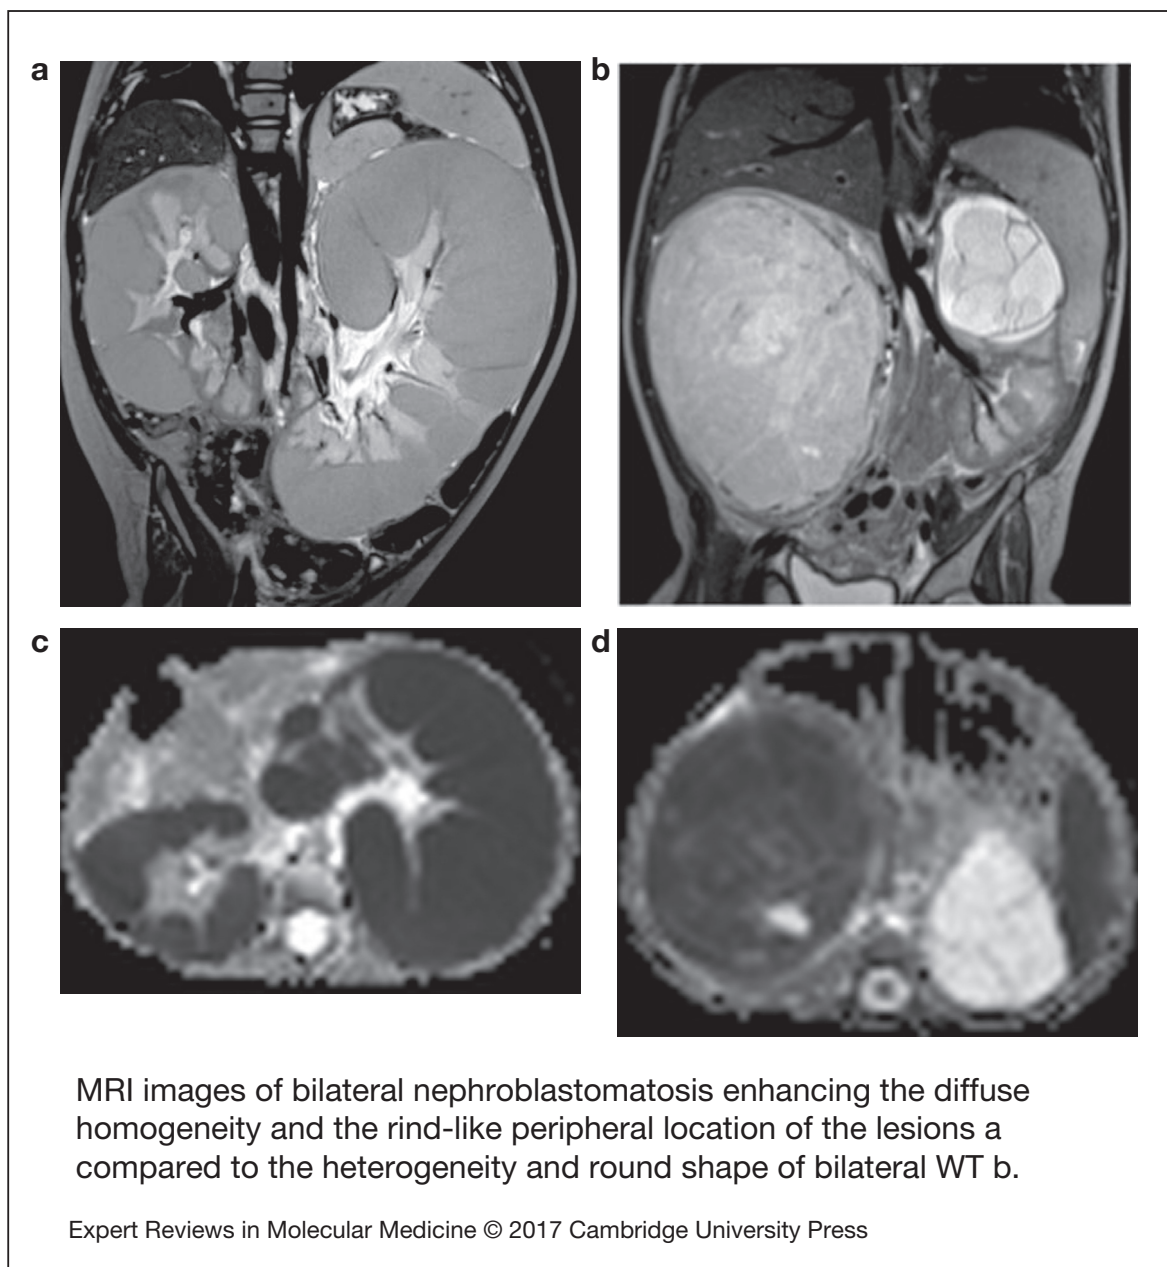 a
b
c
d
MRI images of bilateral nephroblastomatosis enhancing the diffuse
homogeneity and the rind-like peripheral location of the lesions a
compared to the heterogeneity and round shape of bilateral WT b.
Expert Reviews in Molecular Medicine © 2017 Cambridge University Press